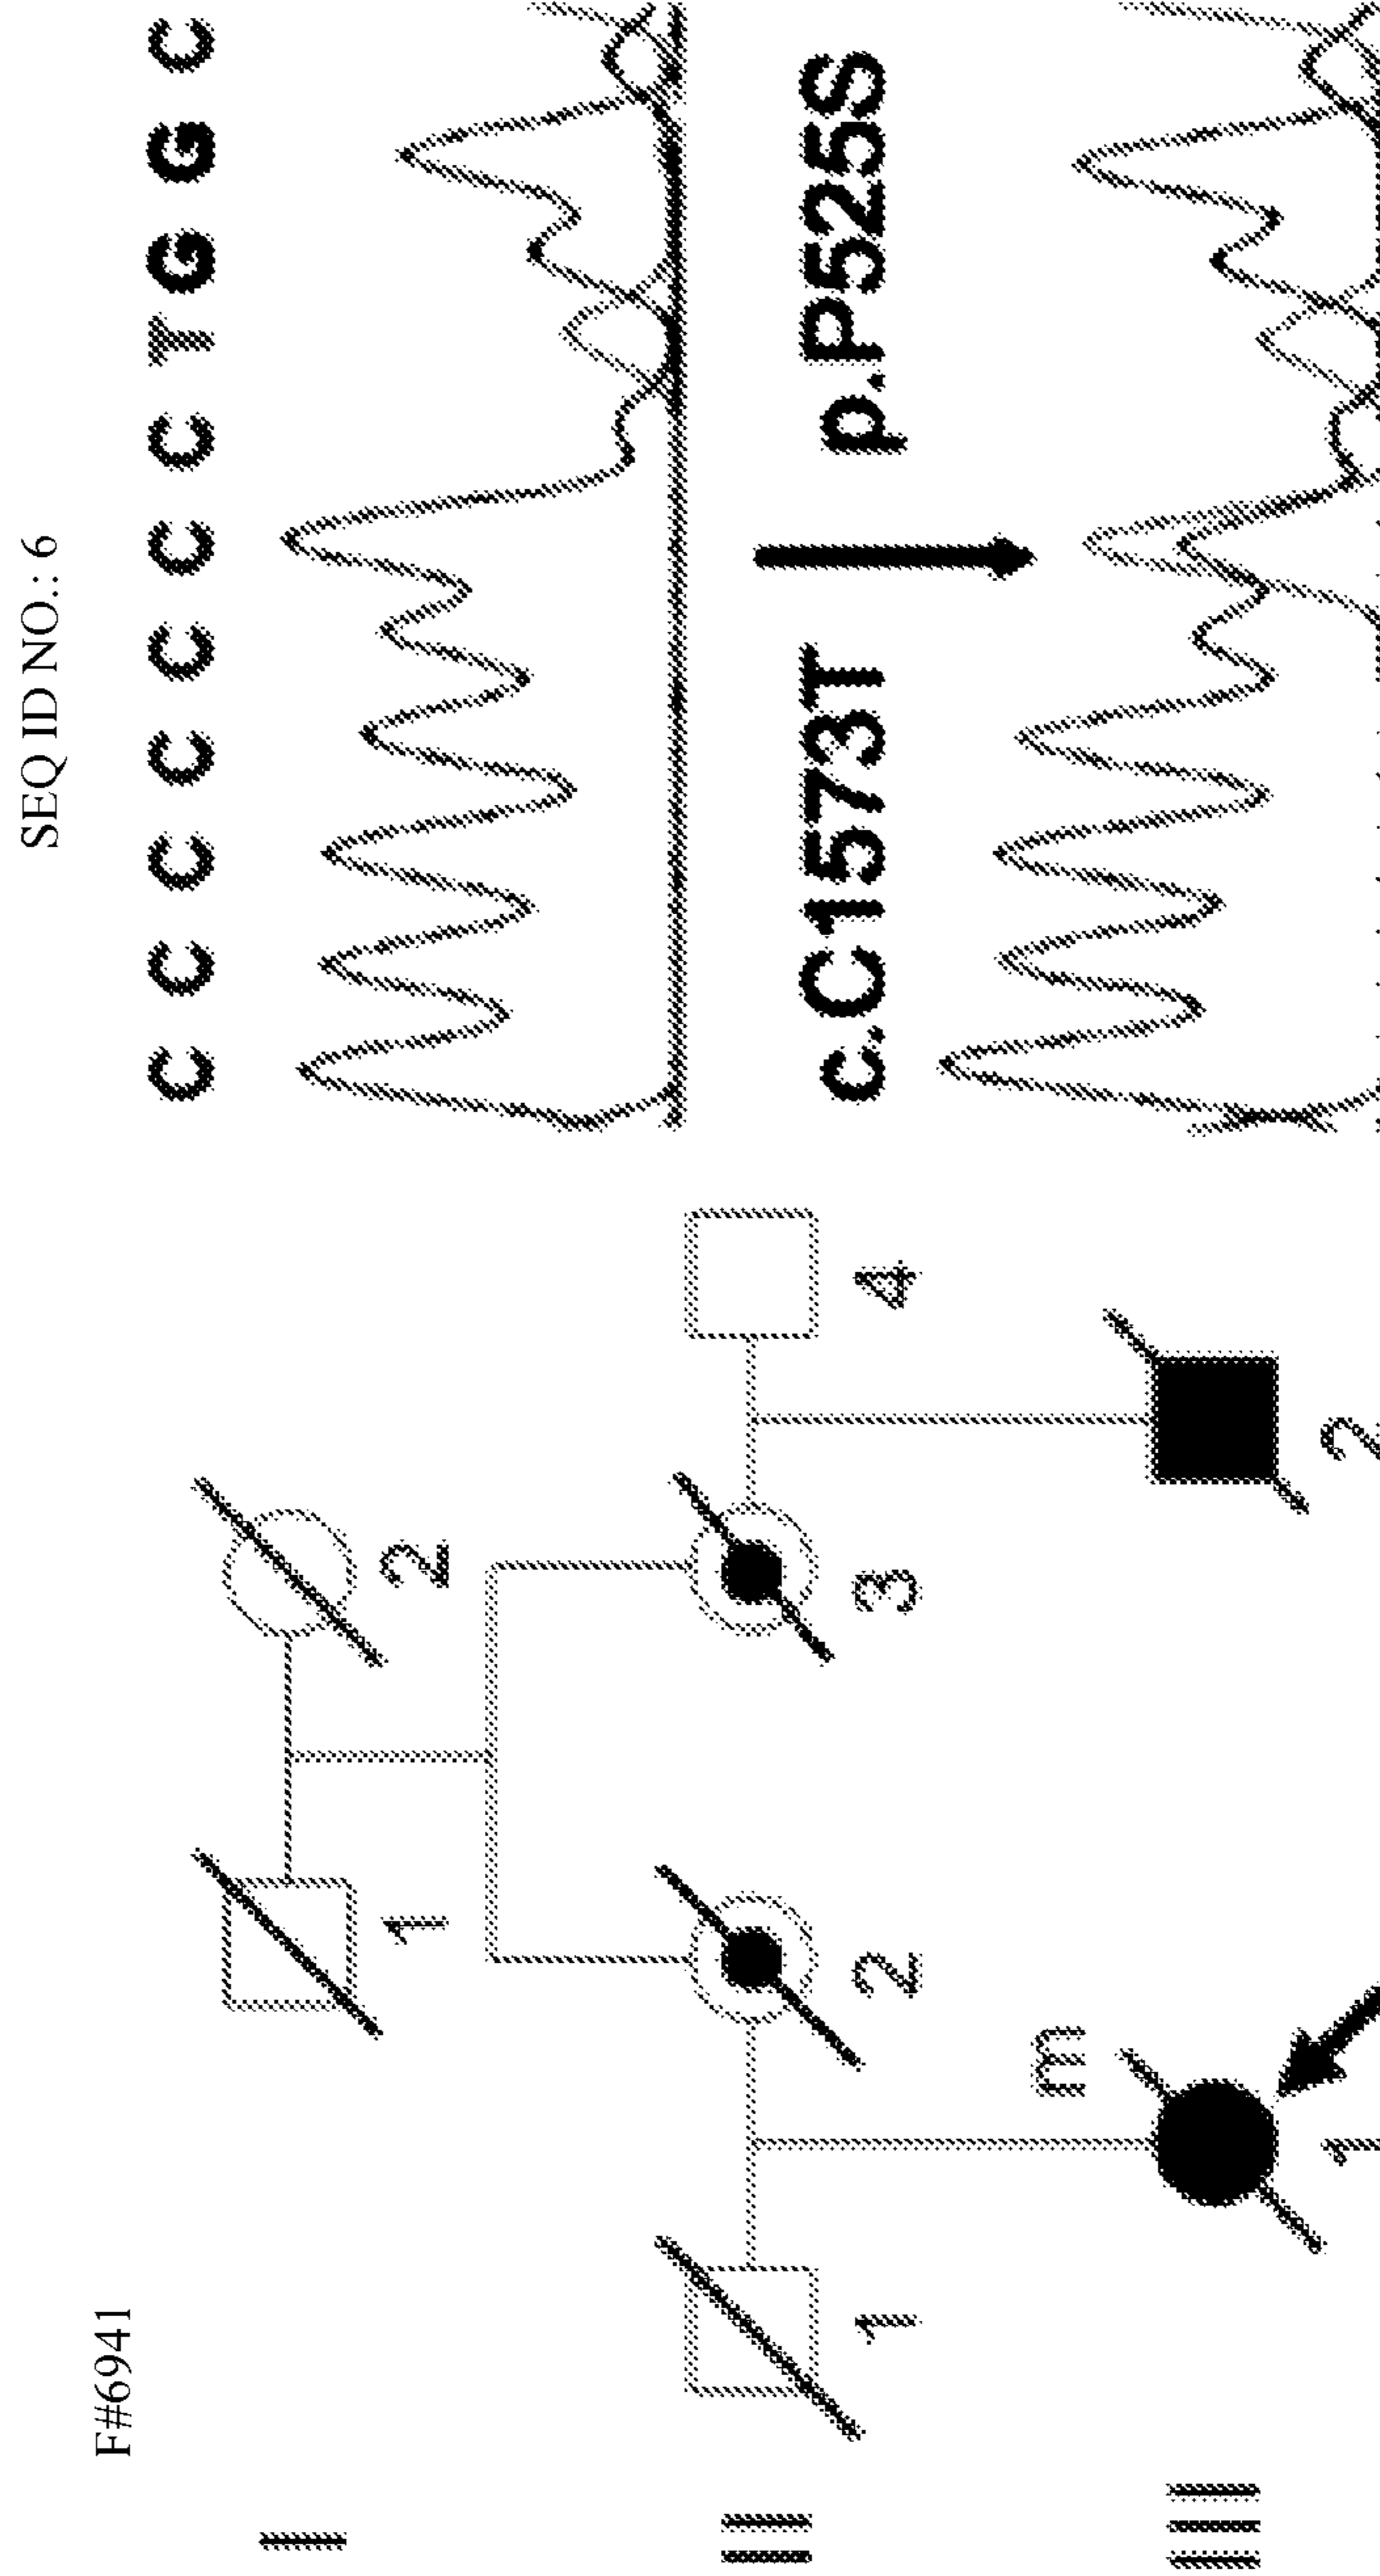 SEQ ID NO.: 6
F#6941
C C C C C C C T G G C
I
1 2
c.C1573T p.P525S
II
1 2 3 4
m
III
1 2